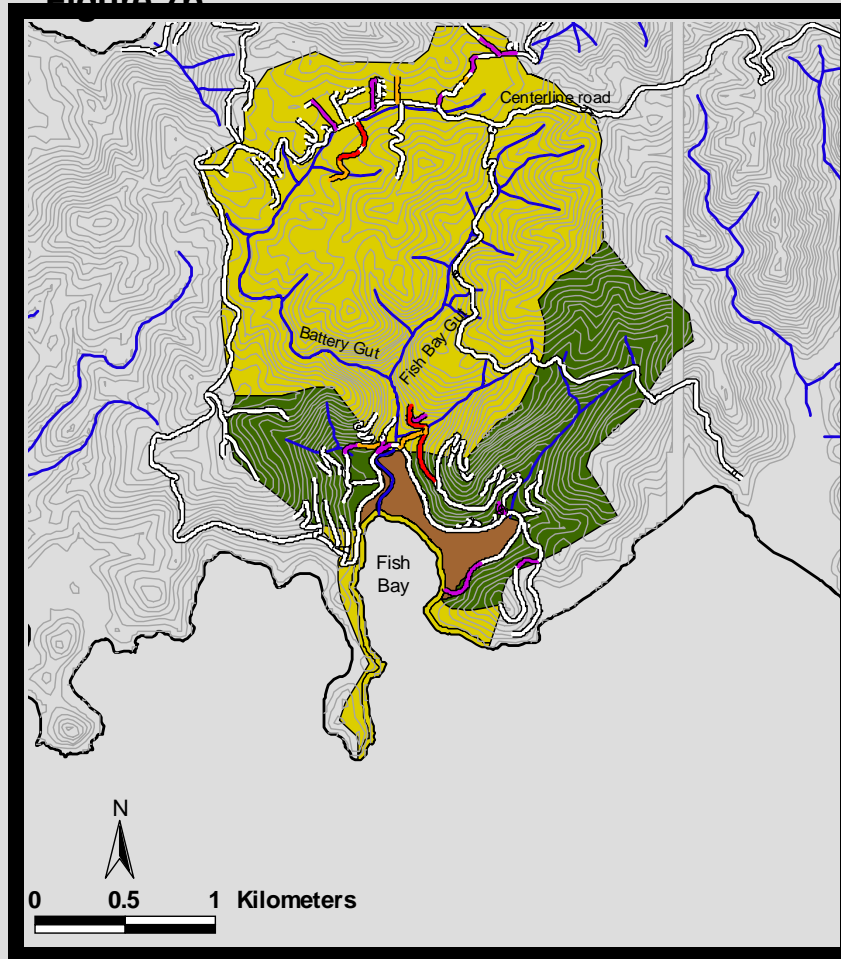 Centerline road
Battery Gut
Fish Bay Gut
Fish
Bay
N
0 0.5 1 Kilometers